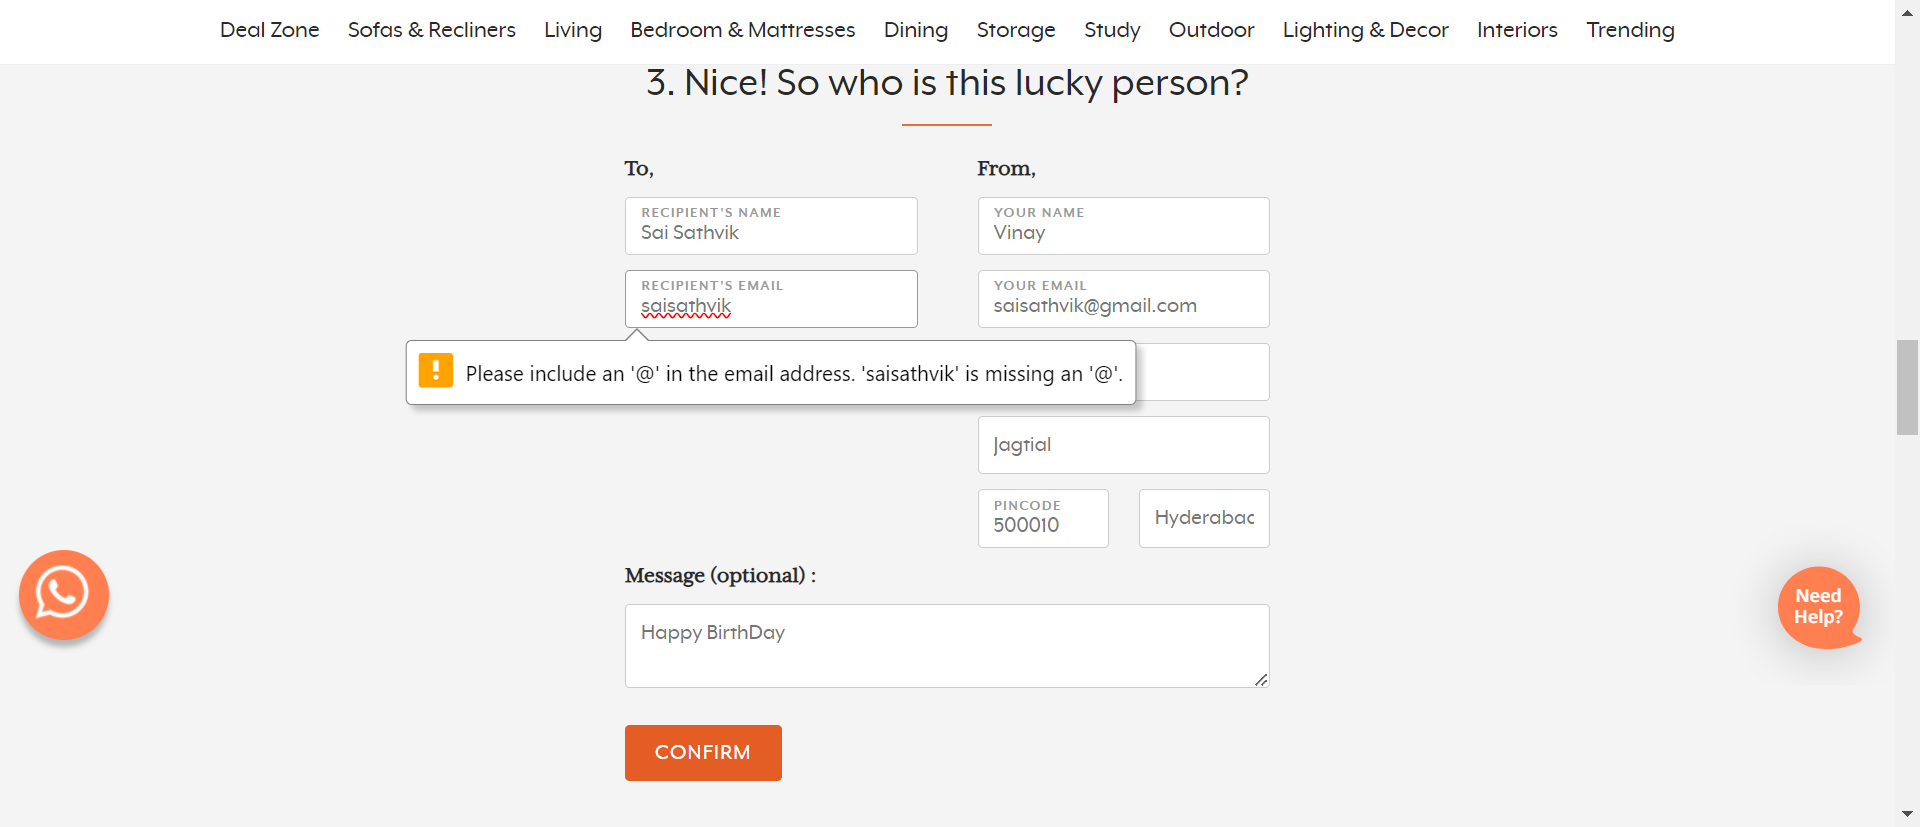 Deal Zone Sofas & Recliners Living Bedroom & Mattresses Dining Storage Study Outdoor Lighting & Decor Interiors Trending
3. Nice! So who is this lucky person?
To,
From,
RECIPIENT'S NAME
Sai Sathvik
YOUR NAME
Vinay
RECIPIENT'S EMAIL
saisathvik
YOUR EMAIL
saisathvik@gmail.com
Please include an '@' in the email address. 'saisathvik' is missing an '@'.
Jagtial
PINCODE
500010
Hyderabac
Message (optional) :
Happy BirthDay
CONFIRM
Need
Help?